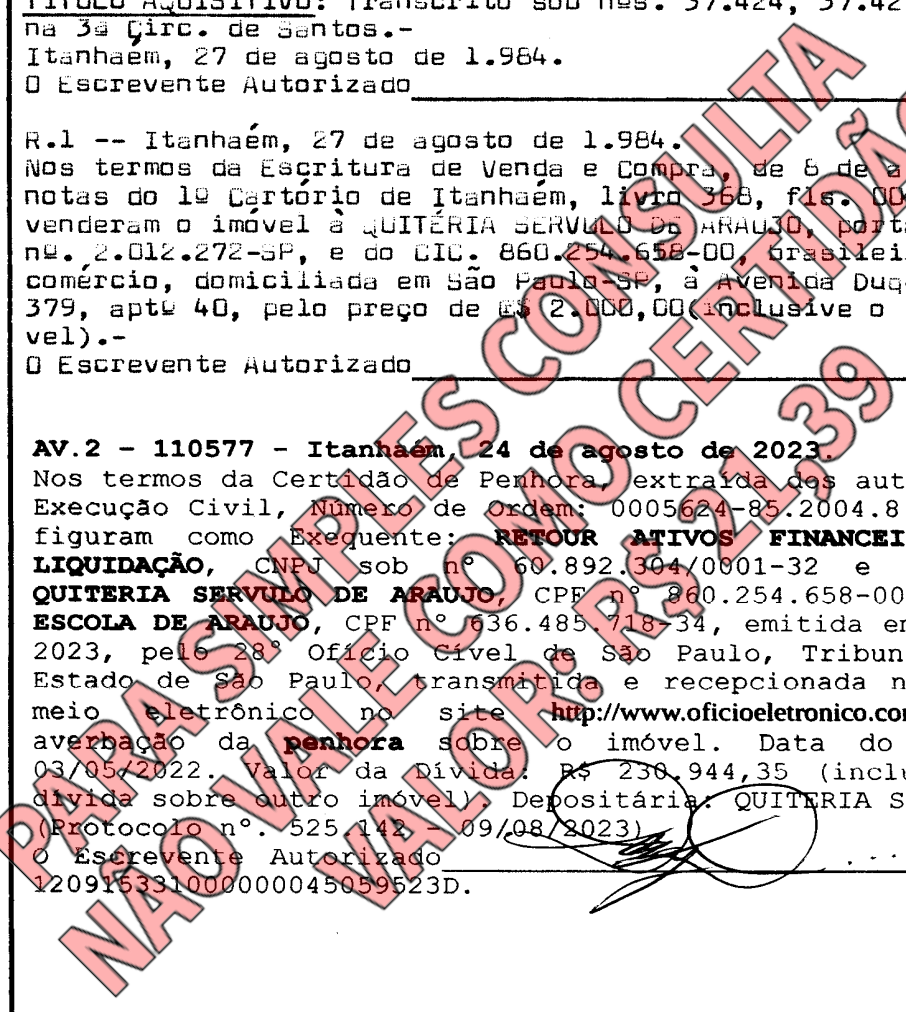 TÍTULO AQUISITIVO: Transcrito sob nºs. 37.424, 37.42
na 3ª Circ. de Santos.-
Itanhaém, 27 de agosto de 1.984.
O Escrevente Autorizado
R.1 -- Itanhaém, 27 de agosto de 1.984.
Nos termos da Escritura de Venda e Compra, de 8 de a
notas do 1º Cartório de Itanhaém, livro 368, fls. 00
venderam o imóvel à QUITÉRIA SERVULO DE ARAUJO, port
nº. 2.012.272-SP, e do CIC. 860.254.658-00, brasilei
comércio, domiciliada em São Paulo-SP, à Avenida Duq
379, aptº 40, pelo preço de 2.000,00(inclusive o
vel).-
O Escrevente Autorizado
AV.2 - 110577 - Itanhaém, 24 de agosto de 2023.
Nos termos da Certidão de Penhora, extraída dos aut
Execução Civil, Número de Ordem: 0005624-85.2004.8
figuram como Exequente: RETOUR ATIVOS FINANCEI
LIQUIDAÇÃO, CNPJ sob nº 60.892.304/0001-32 e
QUITERIA SERVULO DE ARAUJO, CPF nº 860.254.658-00
ESCOLA DE ARAUJO, CPF nº 636.485.718-34, emitida em
2023, pelo 28° Ofício Cível de São Paulo, Tribun
Estado de São Paulo, transmitida e recepcionada n
meio eletrônico no site http://www.oficioeletronico.com
averbação da penhora sobre o imóvel. Data do
03/05/2022. Valor da Dívida: R$ 230.944,35 (inclu
dívida sobre outro imóvel). Depositária: QUITERIA S
(Protocolo nº. 525.142 - 09/08/2023)
O Escrevente Autorizado
1209153310000000045059523D.
PARA SIMPLES CONSULTA
NÃO VALE COMO CERTIDÃO
VALOR: R$ 21,39